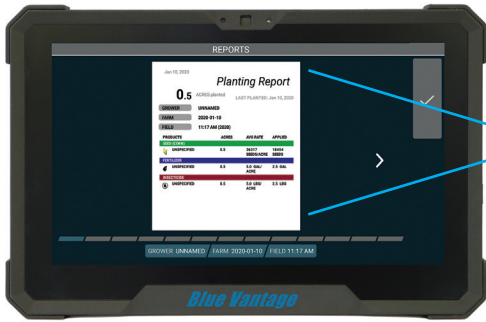 REPORTS
Jan 10, 2020
Planting Report
0.5 ACRES planted
LAST PLANTED: Jan 10, 2020
GROWER UNNAMED
FARM 2020-01-10
FIELD 11:17 AM (2020)
PRODUCTS ACRES AVG RATE APPLIED
SEED (CORN)
UNSPECIFIED 0.5 36317 SEEDS/ACRE 18404 SEEDS
FERTILIZER
UNSPECIFIED 0.5 5.0 GAL/ACRE 2.5 GAL
INSECTICIDE
UNSPECIFIED 0.5 5.0 LBS/ACRE 2.5 LBS
GROWER UNNAMED / FARM 2020-01-10 / FIELD 11:17 AM
Blue Vantage